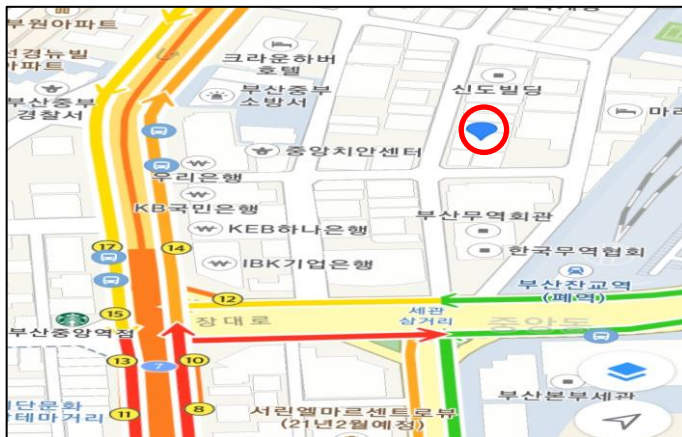 부원아파트
크라운하버
호텔
신도빌딩
선경뉴빌
아파트
부산중부
경찰서
부산중부
소방서
마리
중앙치안센터
우리은행
KB국민은행
KEB하나은행
IBK기업은행
부산무역회관
한국무역협회
부산잔교역
(폐역)
17
14
12
15
부산중앙역점
장대로
세관
삼거리
중앙동
13
7
10
11
8
서린엘마르센트로뷰
(21년2월예정)
부산본부세관
단문화
테마거리